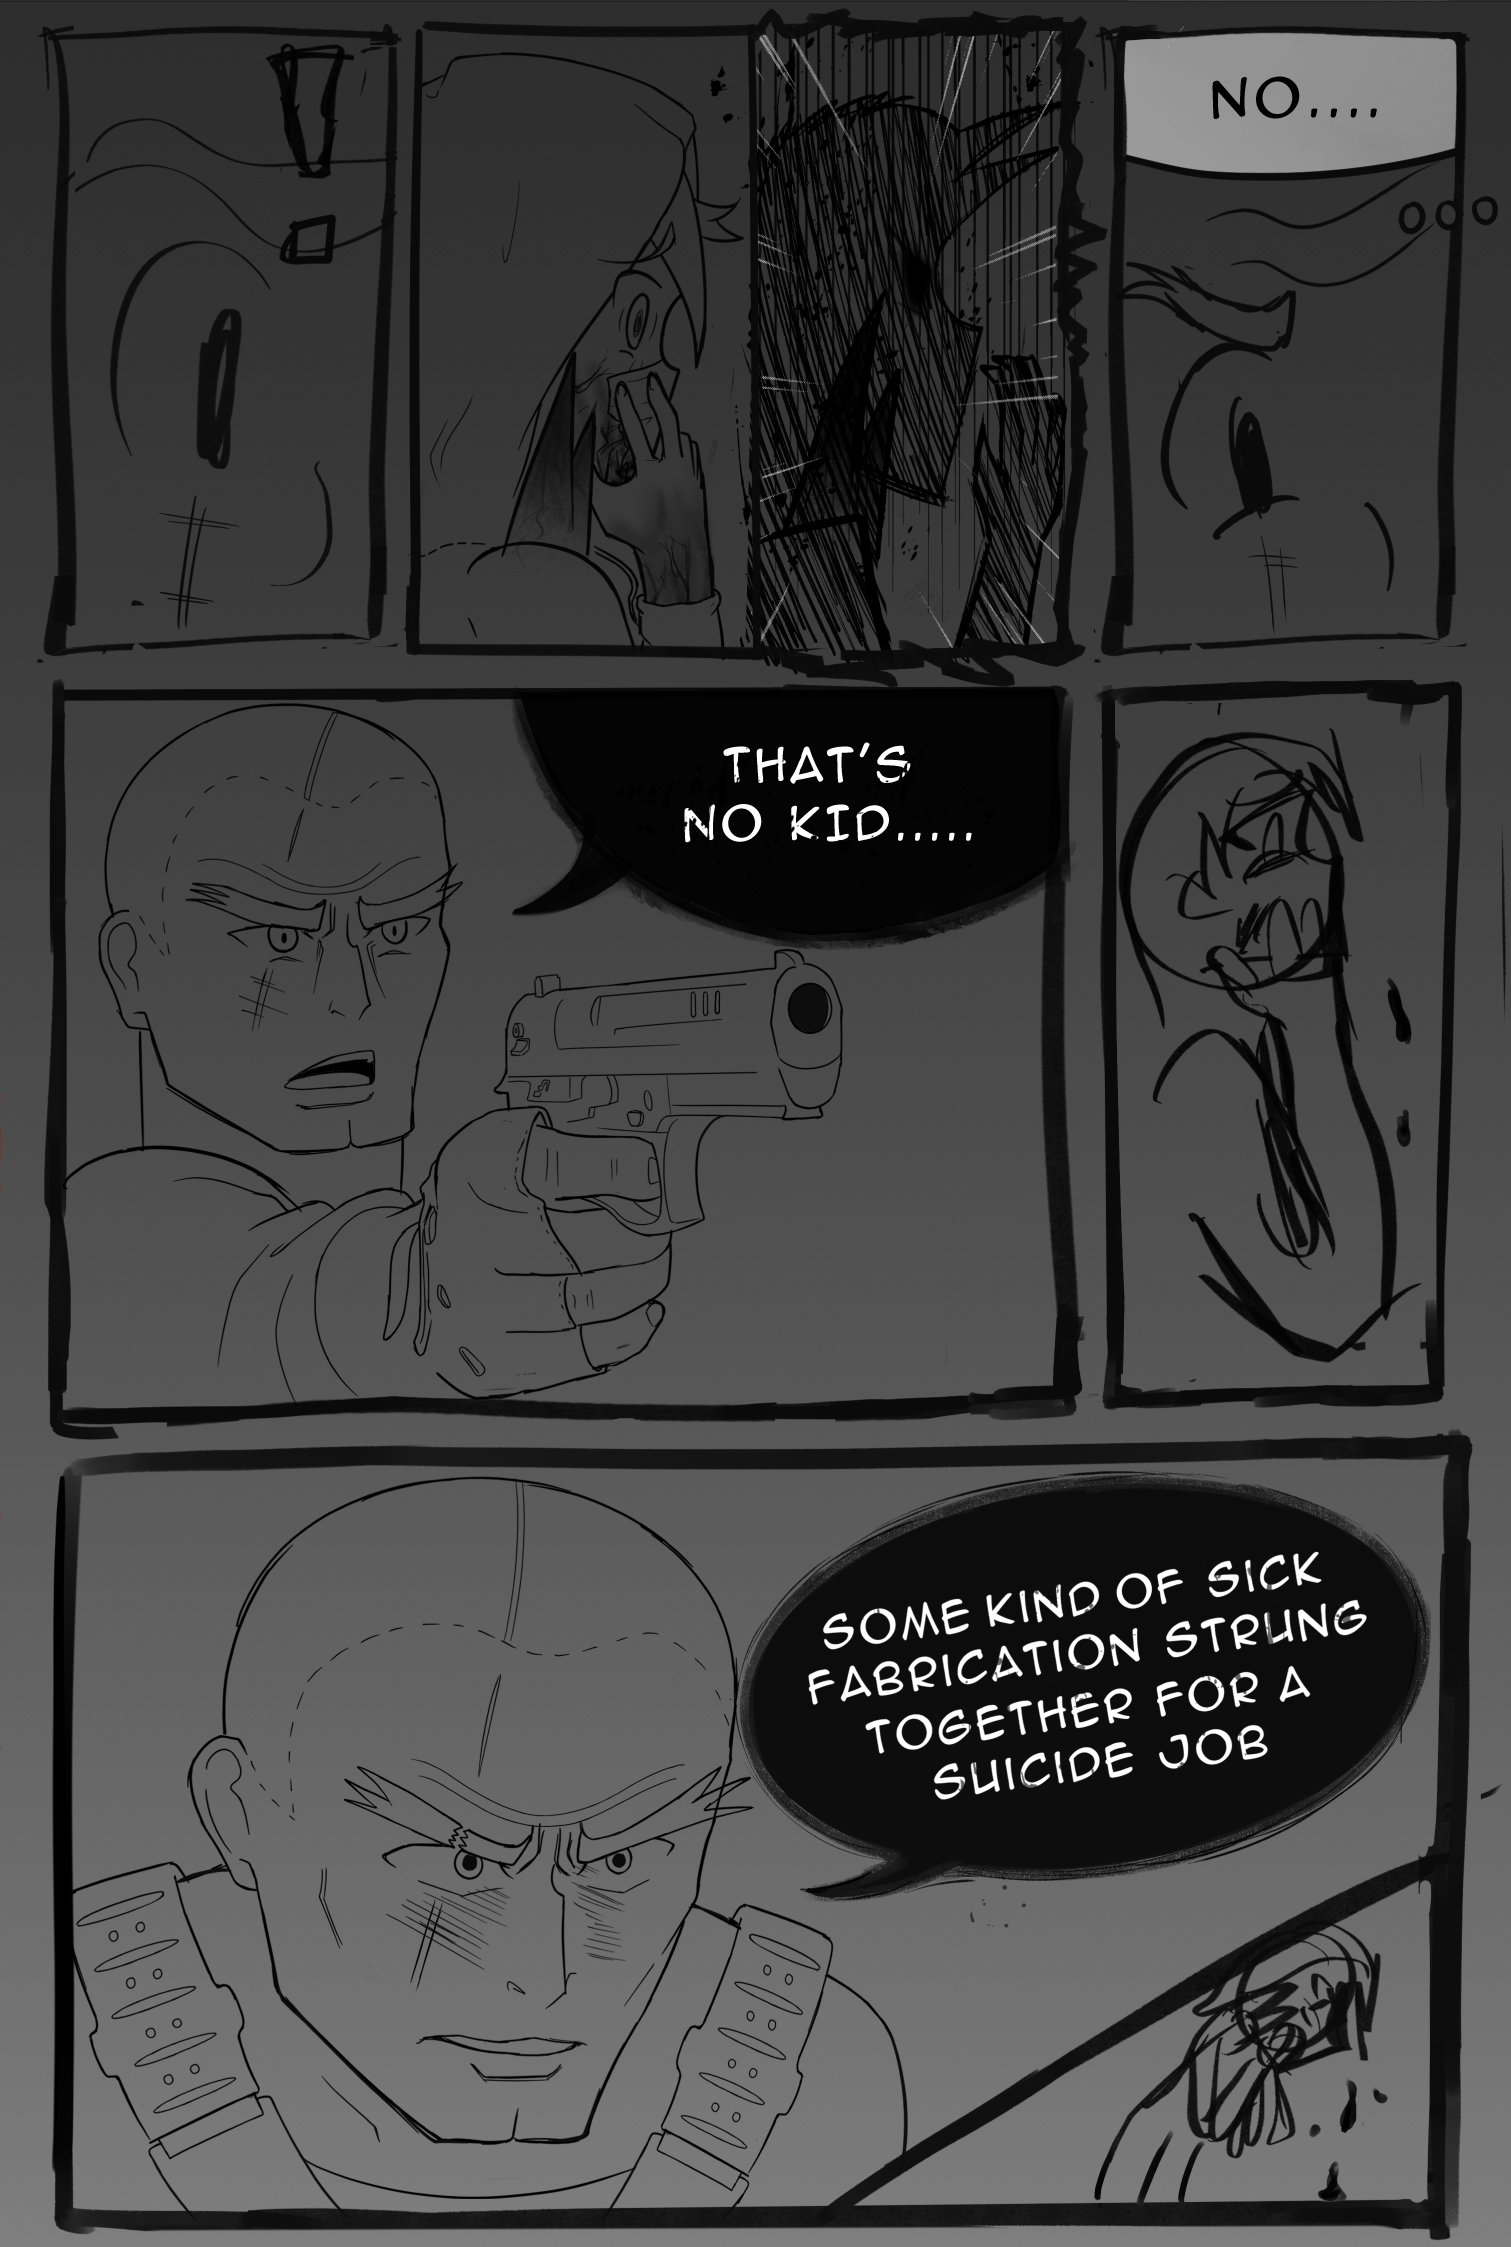 NO....
THAT'S
NO KID.....
SOME KIND OF SICK
FABRICATION STRUNG
TOGETHER FOR A
SUICIDE JOB